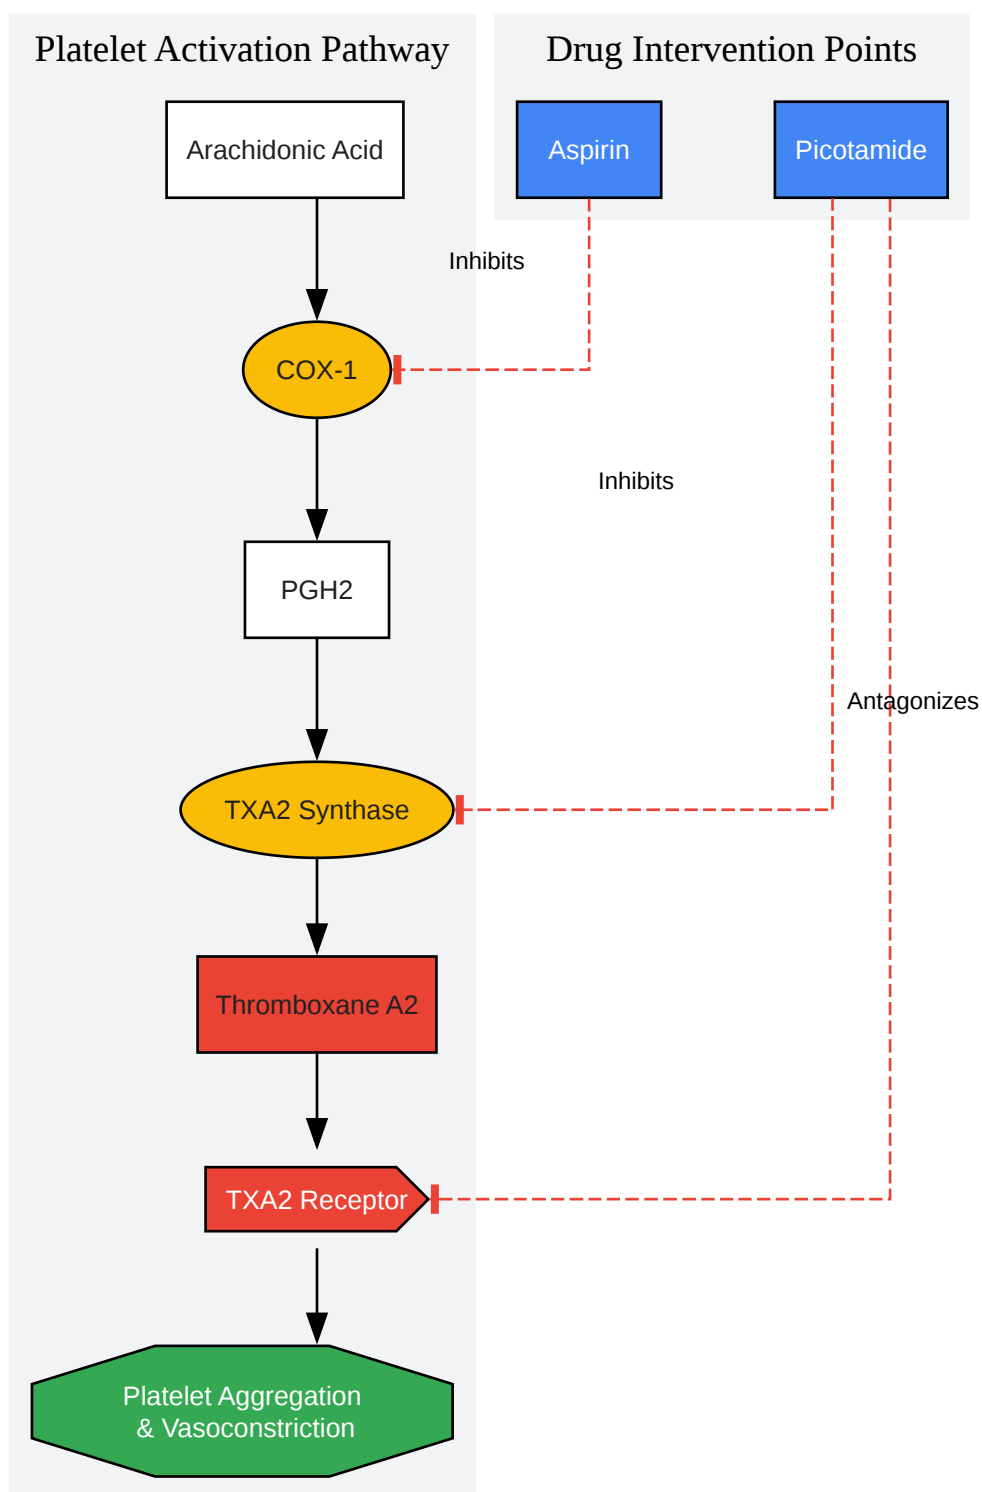 Platelet Activation Pathway
Drug Intervention Points
Arachidonic Acid
Aspirin
Picotamide
Inhibits
COX-1
Inhibits
PGH2
Antagonizes
TXA2 Synthase
Thromboxane A2
TXA2 Receptor
Platelet Aggregation
& Vasoconstriction